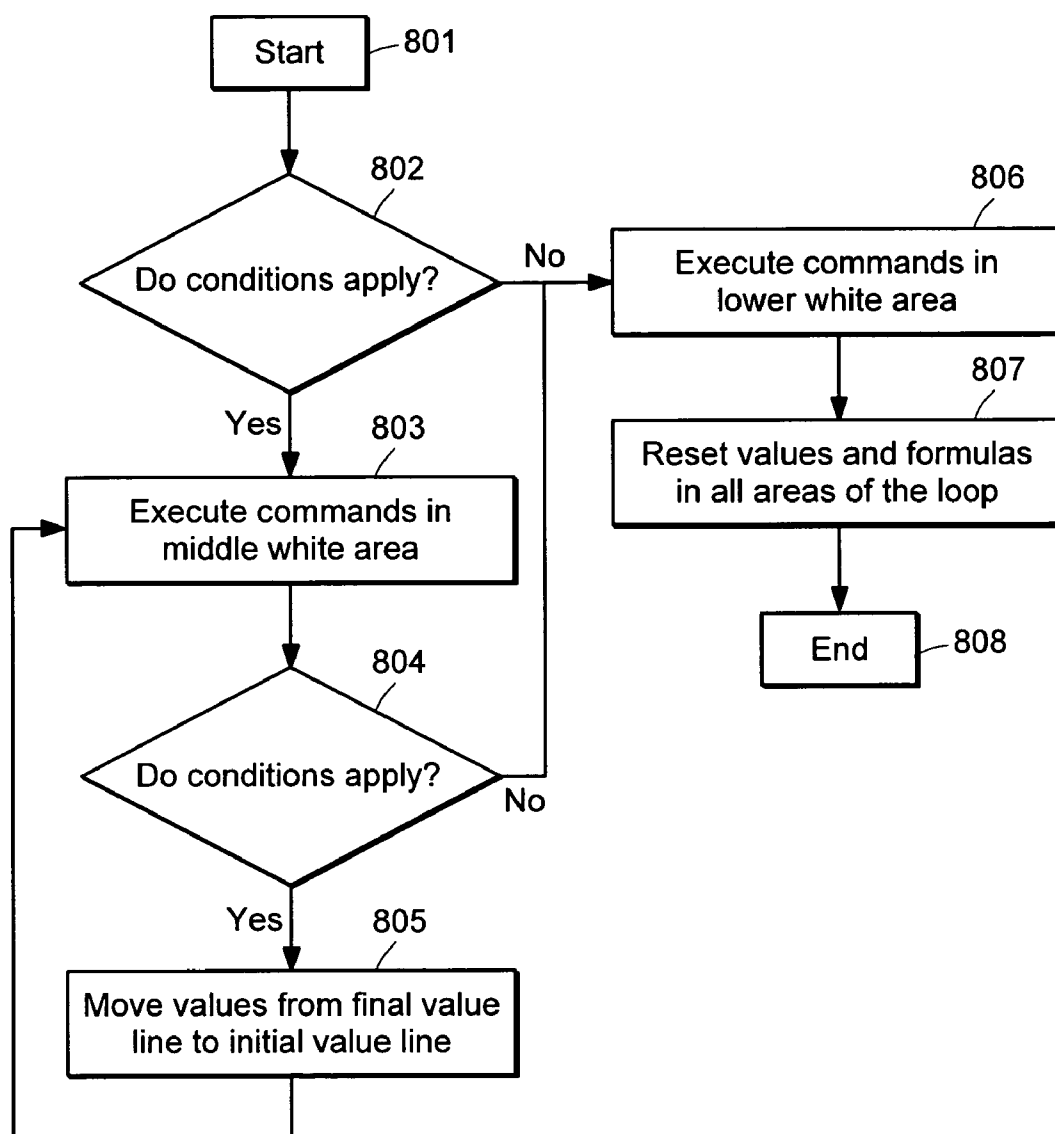 Start
801
802
Do conditions apply?
No
Yes
803
Execute commands in
middle white area
804
Do conditions apply?
No
Yes
805
Move values from final value
line to initial value line
806
Execute commands in
lower white area
807
Reset values and formulas
in all areas of the loop
End
808